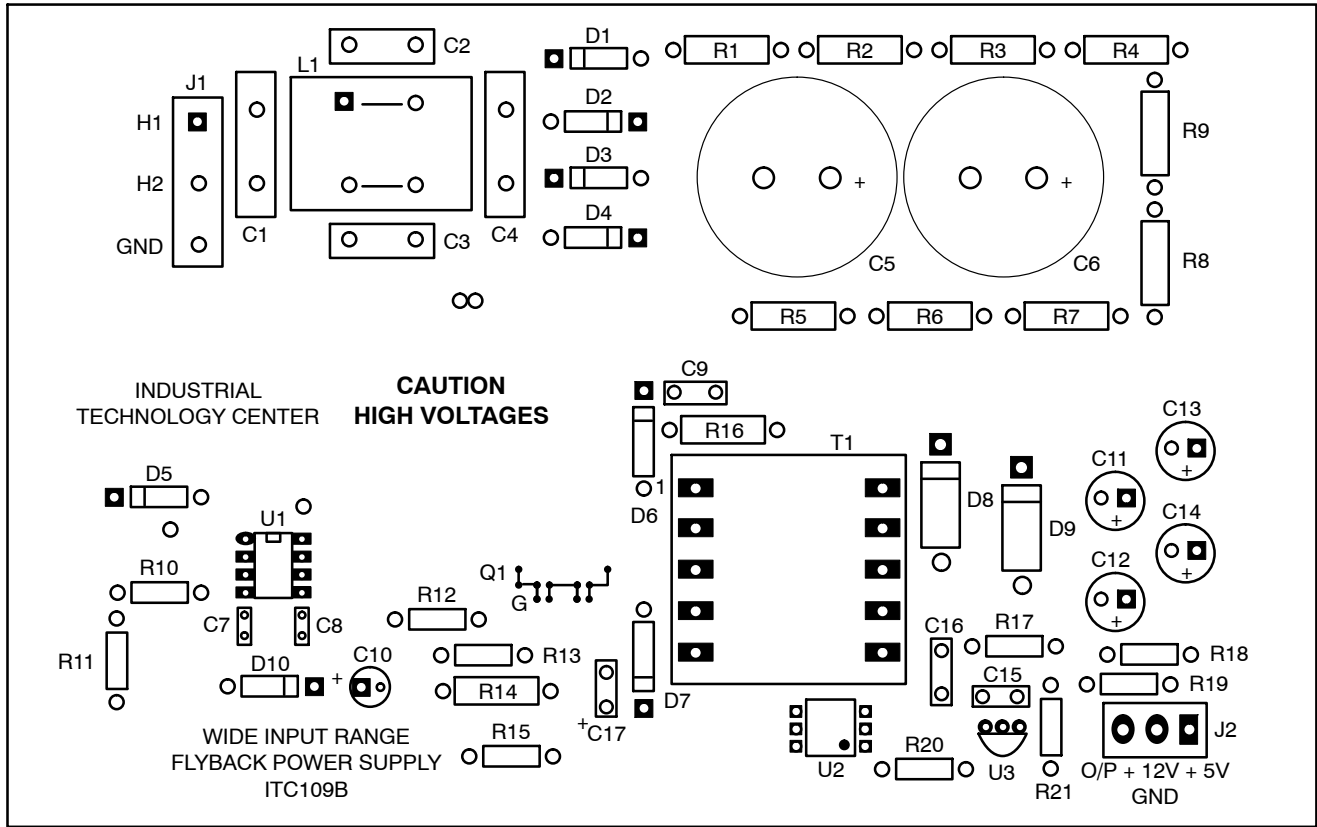 C2
D1
R1
R2
R3
R4
L1
J1
H1
D2
R9
H2
D3
+
+
GND
C1
C3
C4
D4
C5
C6
R8
R5
R6
R7
INDUSTRIAL
TECHNOLOGY CENTER
CAUTION
HIGH VOLTAGES
C9
R16
T1
C13
+
C11
+
D5
1
D6
D8
D9
C14
+
U1
R10
Q1
G
C12
+
C7
C8
R12
C16
R17
R11
D10
+
C10
R13
R14
D7
C15
R18
R19
+
C17
WIDE INPUT RANGE
FLYBACK POWER SUPPLY
ITC109B
R15
U2
R20
U3
R21
J2
O/P + 12V + 5V
GND